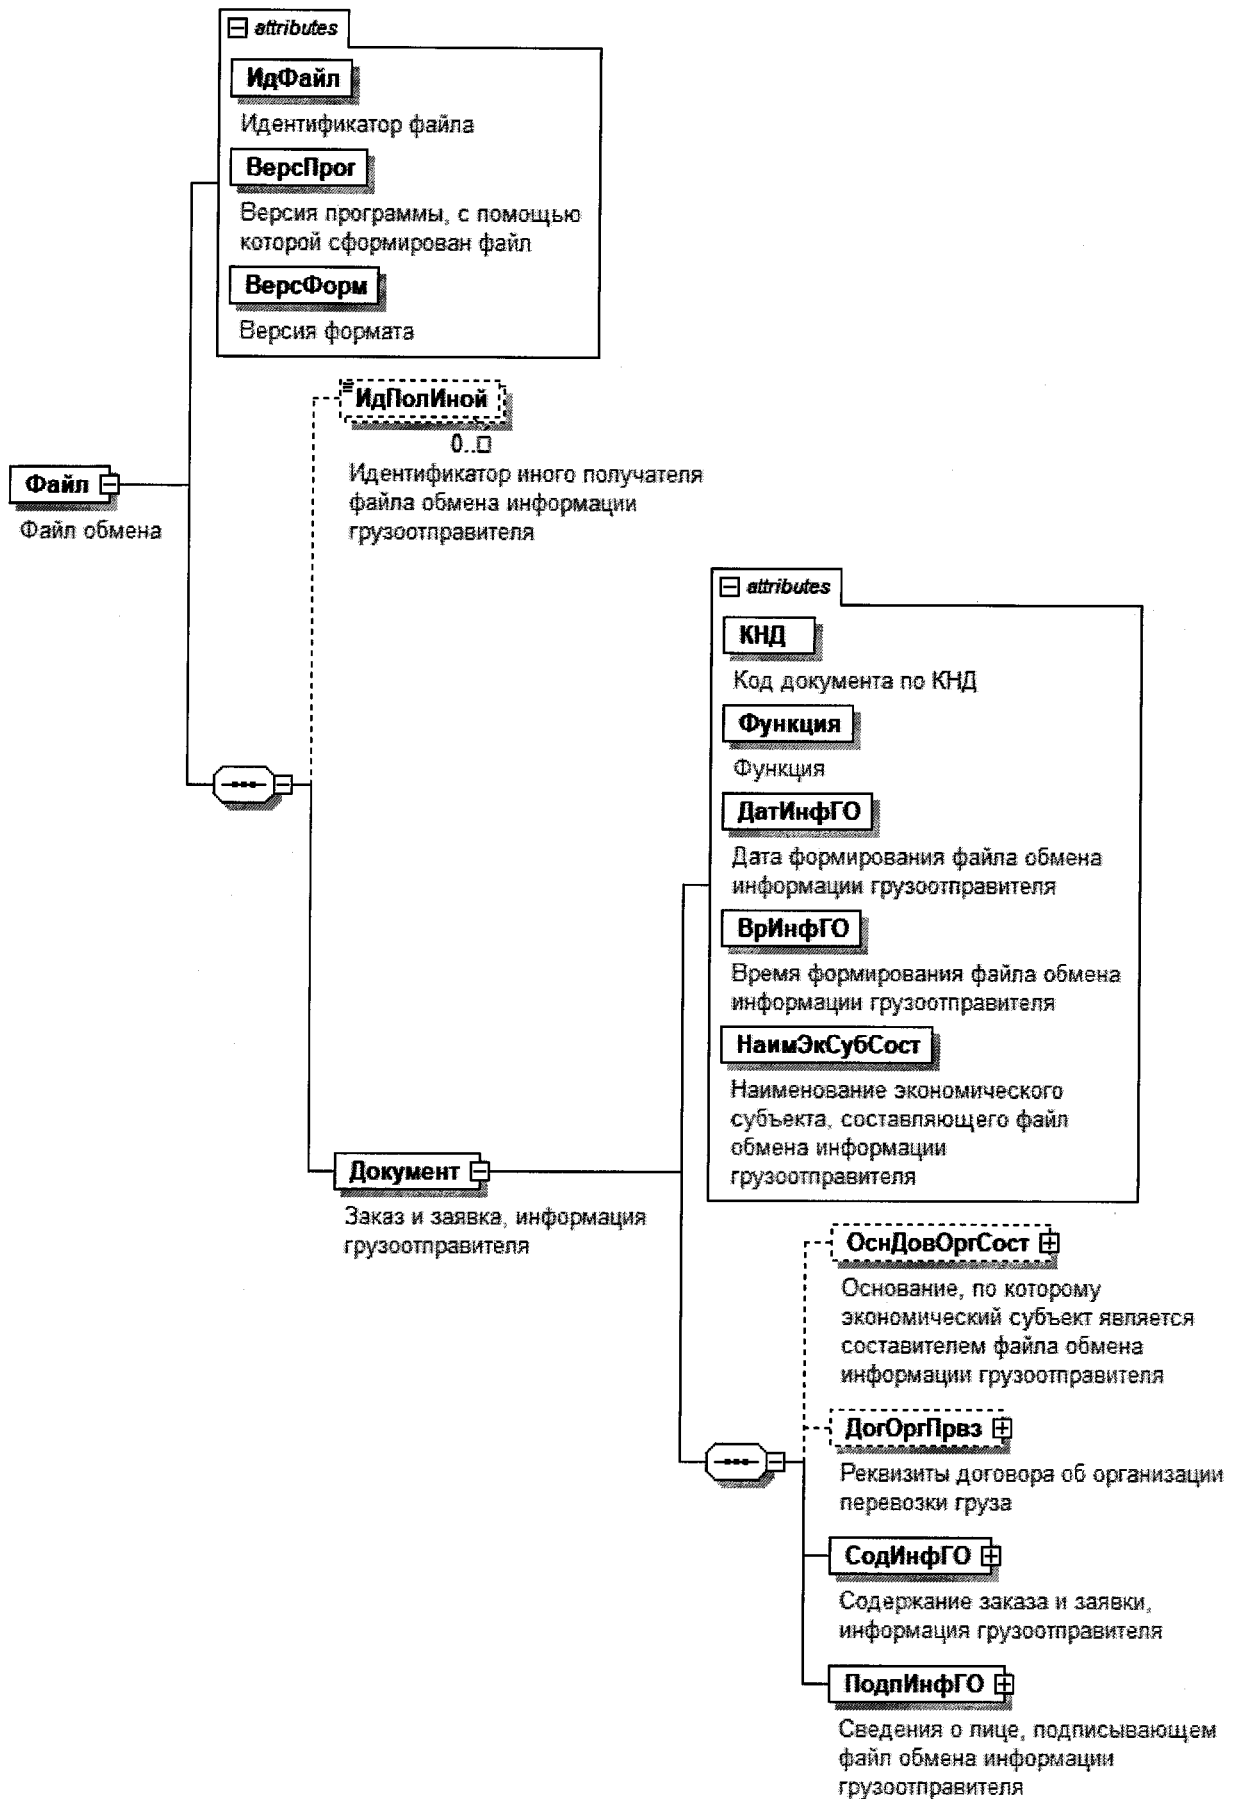 attributes
ИдФайл
Идентификатор файла
ВерсПрог
Версия программы, с помощью
которой сформирован файл
ВерсФорм
Версия формата
ИдПолИной
0..□
Идентификатор иного получателя
файла обмена информации
грузоотправителя
Файл
Файл обмена
attributes
КНД
Код документа по КНД
Функция
Функция
ДатИнфГО
Дата формирования файла обмена
информации грузоотправителя
ВрИнфГО
Время формирования файла обмена
информации грузоотправителя
НаимЭкСубСост
Наименование экономического
субъекта, составляющего файл
обмена информации
грузоотправителя
Документ
Заказ и заявка, информация
грузоотправителя
ОснДовОргСост
Основание, по которому
экономический субъект является
составителем файла обмена
информации грузоотправителя
ДогОргПрвз
Реквизиты договора об организации
перевозки груза
СодИнфГО
Содержание заказа и заявки,
информация грузоотправителя
ПодпИнфГО
Сведения о лице, подписывающем
файл обмена информации
грузоотправителя